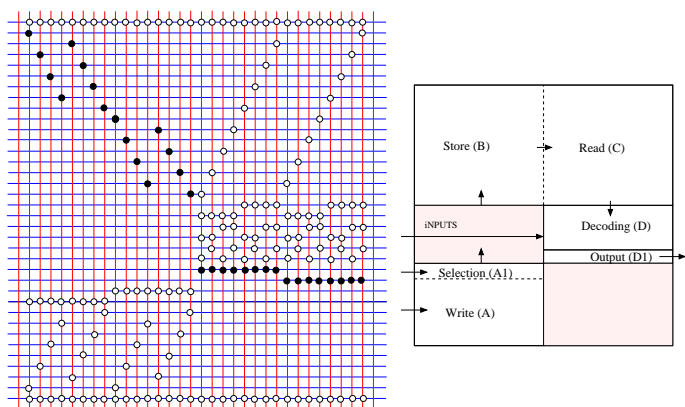 Store (B)
Read (C)
iNPUTS
Decoding (D)
Output (D1)
Selection (A1)
Write (A)